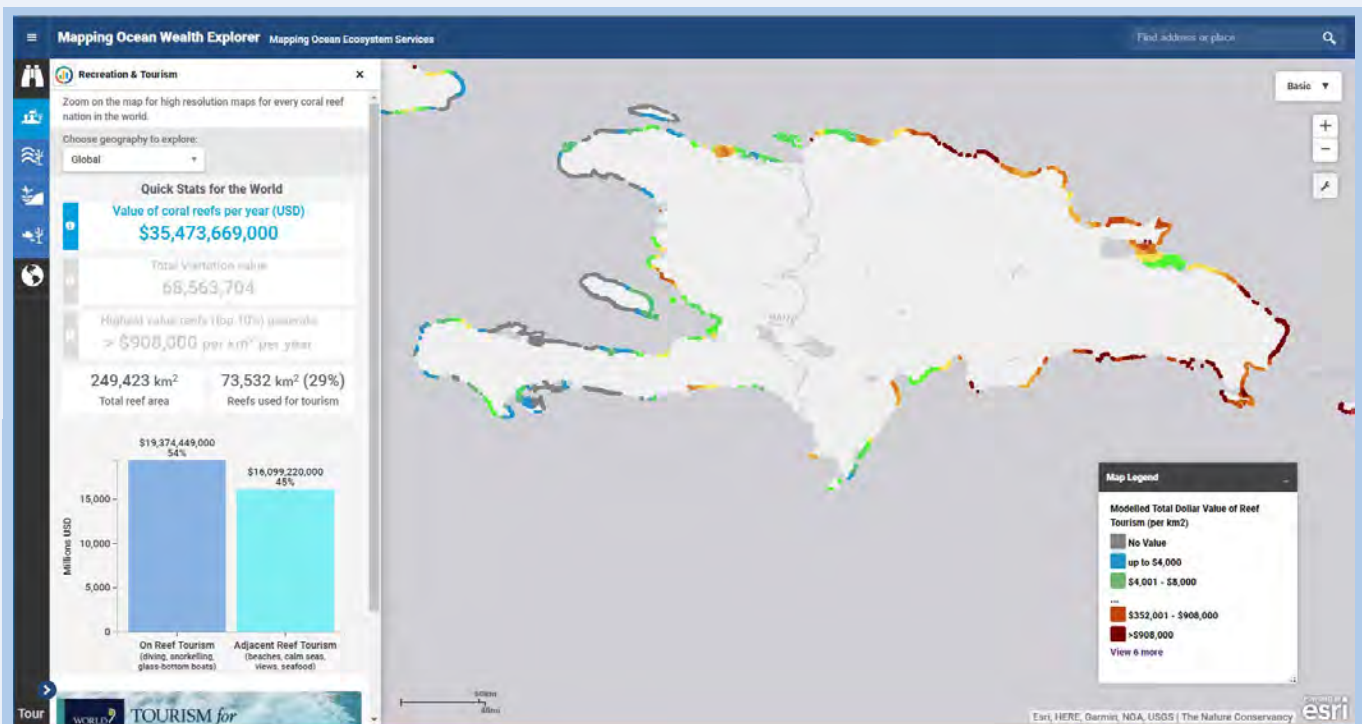 Mapping Ocean Wealth Explorer Mapping Ocean Ecosystem Services
Find address or place
Recreation & Tourism
Zoom on the map for high resolution maps for every coral reef
nation in the world.
Choose geography to explore:
Global
Quick Stats for the World
Value of coral reefs per year (USD)
$35,473,669,000
Total Visitation value
Highest value reefs (top 10%) generate
> $908,000 per km² per year
249,423 km²
Total reef area
73,532 km² (29%)
Reefs used for tourism
$19,374,449,000
54%
$16,099,220,000
45%
15,000
10,000
5,000
0
Millions USD
On Reef Tourism
(diving, snorkelling,
glass-bottom boats)
Adjacent Reef Tourism
(beaches, calm seas,
views, seafood)
TOURISM for
Tour
Basic
+
−
HAITI
Map Legend
Modelled Total Dollar Value of Reef
Tourism (per km2)
No Value
up to $4,000
$4,001 - $8,000
...
$352,001 - $908,000
>$908,000
View 6 more
Esri, HERE, Garmin, NGA, USGS | The Nature Conservancy
esri